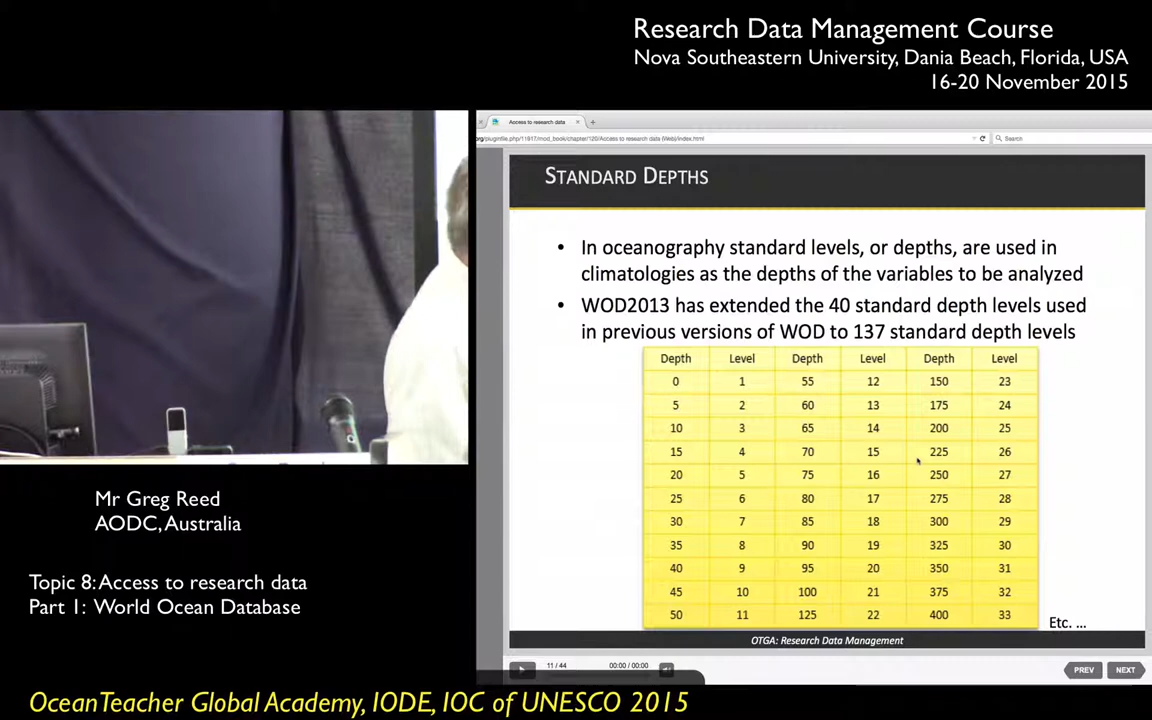 Research Data Management Course
Nova Southeastern University, Dania Beach, Florida, USA
16-20 November 2015
Access to research data
Search
STANDARD DEPTHS
• In oceanography standard levels, or depths, are used in
climatologies as the depths of the variables to be analyzed
• WOD2013 has extended the 40 standard depth levels used
in previous versions of WOD to 137 standard depth levels
Depth Level Depth Level Depth Level
0 1 55 12 150 23
5 2 60 13 175 24
10 3 65 14 200 25
15 4 70 15 225 26
20 5 75 16 250 27
25 6 80 17 275 28
30 7 85 18 300 29
35 8 90 19 325 30
40 9 95 20 350 31
45 10 100 21 375 32
50 11 125 22 400 33
Etc. ...
OTGA: Research Data Management
11 / 44 00:00 / 00:00
PREV NEXT
Mr Greg Reed
AODC, Australia
Topic 8: Access to research data
Part 1: World Ocean Database
OceanTeacher Global Academy, IODE, IOC of UNESCO 2015